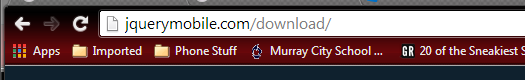 jquerymobile.com/download/
Apps Imported Phone Stuff Murray City School ... GR 20 of the Sneakiest S